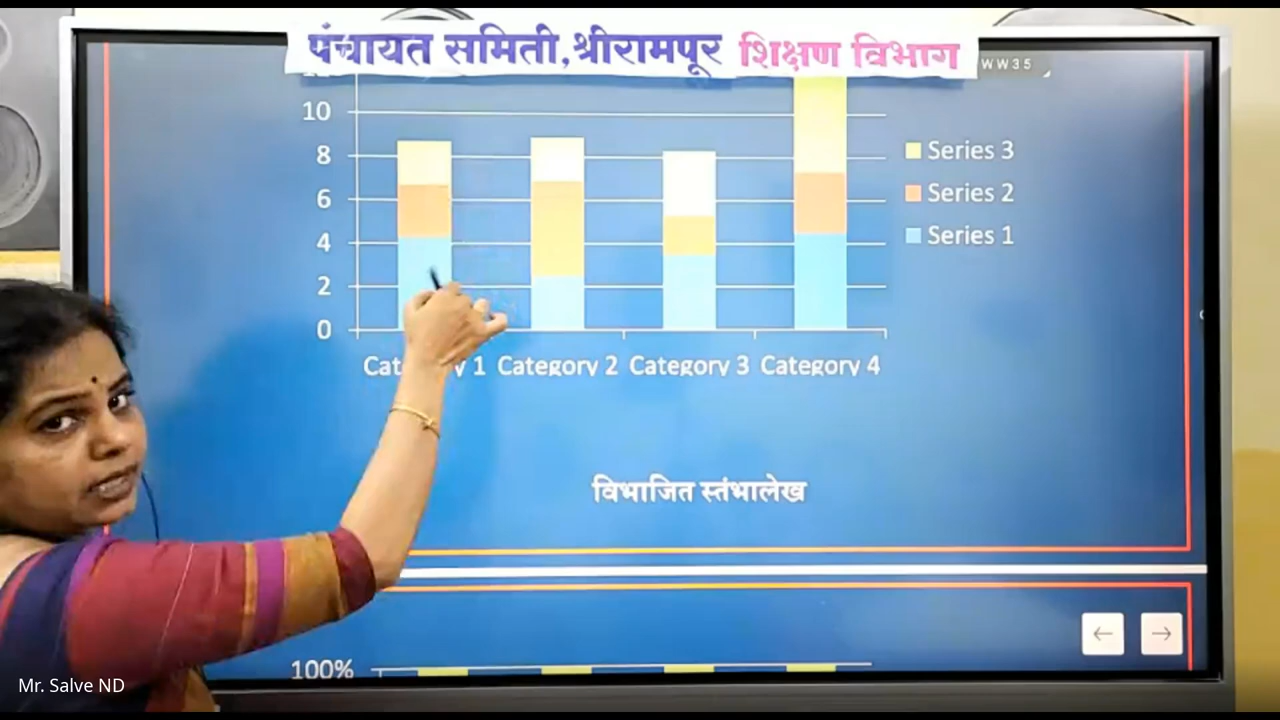 पंचायत समिती,श्रीरामपूर शिक्षण विभाग
WW35
10
8
6
4
2
0
Series 3
Series 2
Series 1
Category 2 Category 3 Category 4
विभाजित स्तंभालेख
100%
Mr. Salve ND